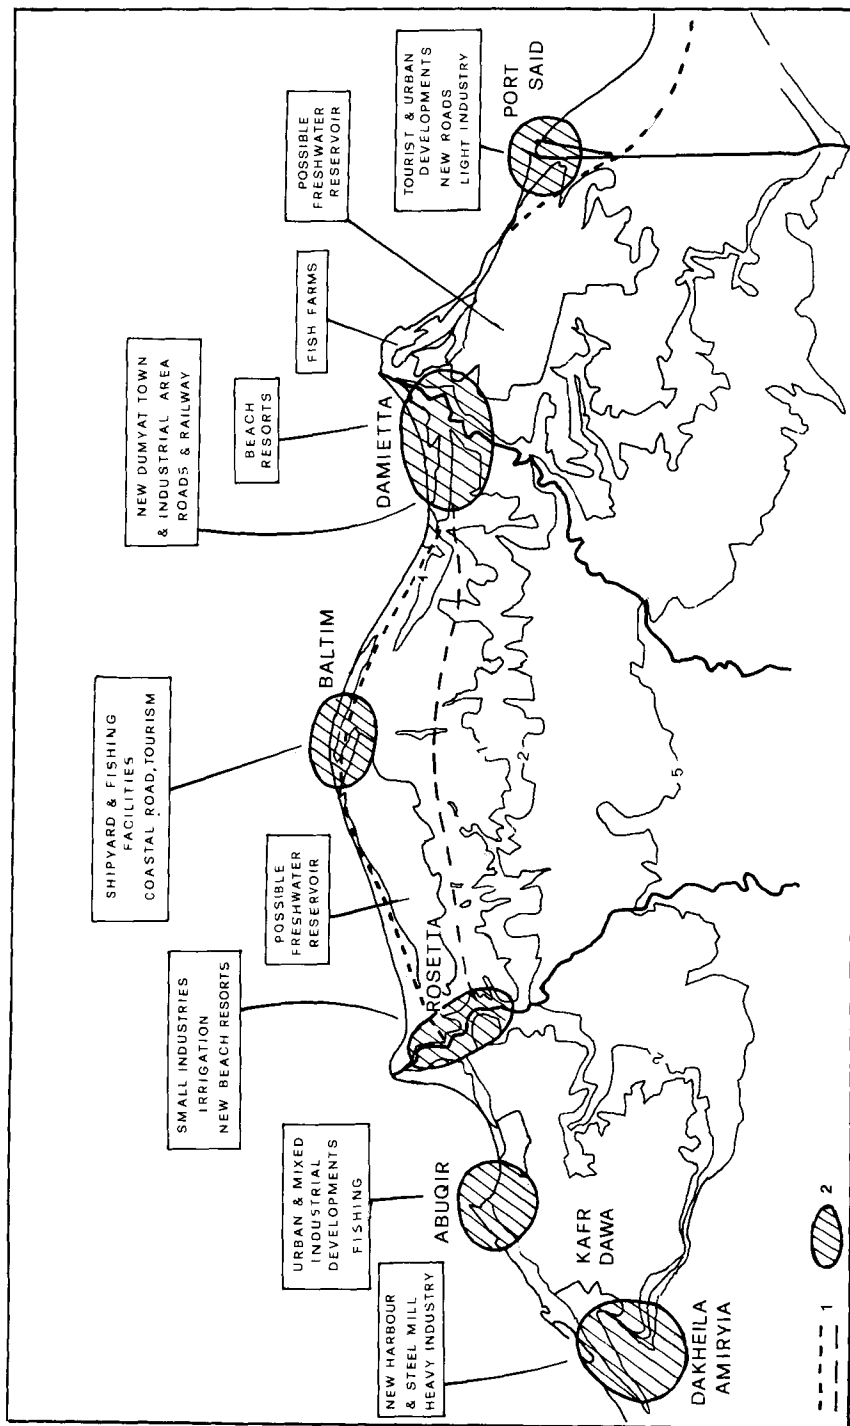 NEW HARBOUR
& STEEL MILL
HEAVY INDUSTRY
URBAN & MIXED
INDUSTRIAL
DEVELOPMENTS
FISHING
SMALL INDUSTRIES
IRRIGATION
NEW BEACH RESORTS
POSSIBLE
FRESHWATER
RESERVOIR
SHIPYARD & FISHING
FACILITIES
COASTAL ROAD, TOURISM
NEW DUMYAT TOWN
& INDUSTRIAL AREA
ROADS & RAILWAY
BEACH
RESORTS
FISH FARMS
POSSIBLE
FRESHWATER
RESERVOIR
TOURIST & URBAN
DEVELOPMENTS
NEW ROADS
LIGHT INDUSTRY
DAKHEILA
AMIRYIA
KAFR
DAWA
ABUQIR
ROSETTA
BALTIM
DAMIETTA
PORT
SAID
1
2
5
2
1
2